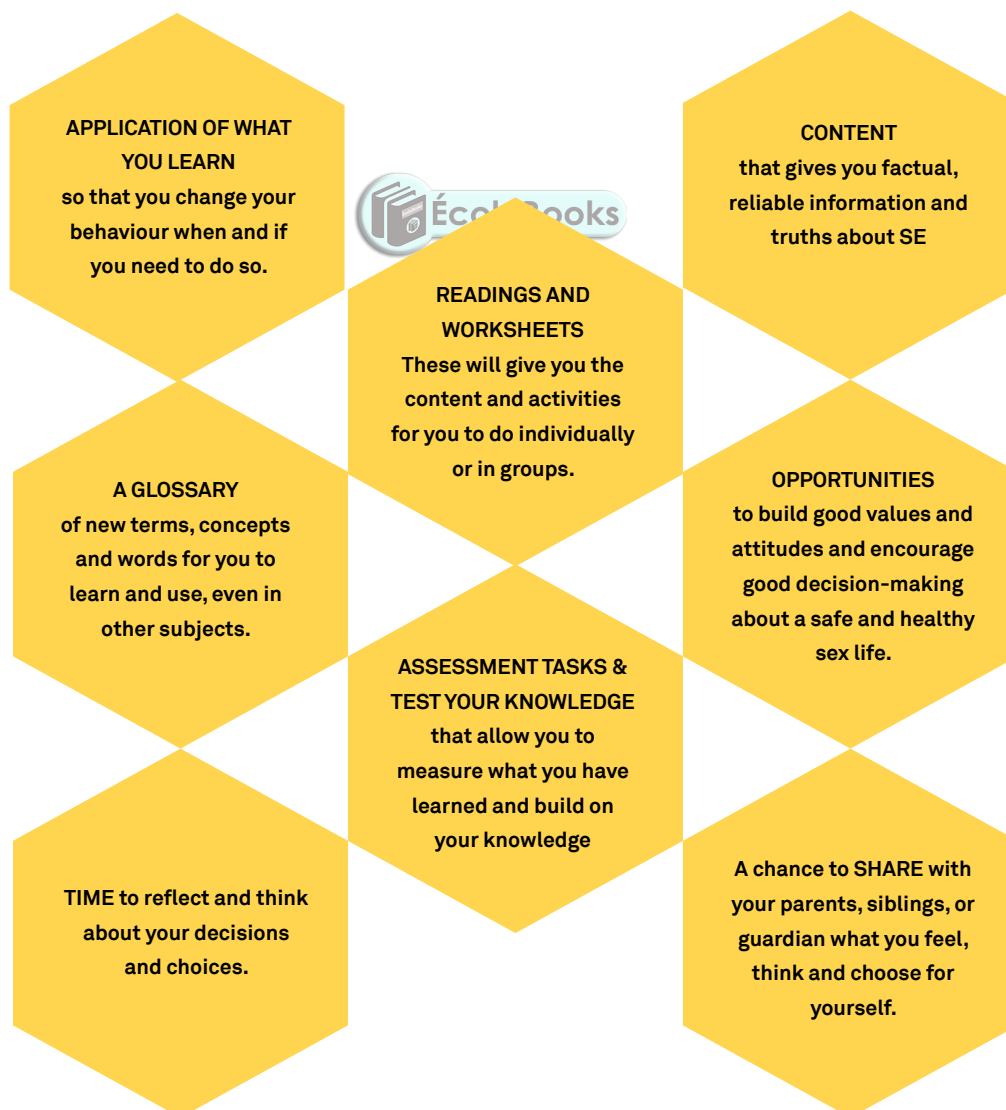 APPLICATION OF WHAT
YOU LEARN
so that you change your
behaviour when and if
you need to do so.
CONTENT
that gives you factual,
reliable information and
truths about SE
READINGS AND
WORKSHEETS
These will give you the
content and activities
for you to do individually
or in groups.
A GLOSSARY
of new terms, concepts
and words for you to
learn and use, even in
other subjects.
OPPORTUNITIES
to build good values and
attitudes and encourage
good decision-making
about a safe and healthy
sex life.
ASSESSMENT TASKS &
TEST YOUR KNOWLEDGE
that allow you to
measure what you have
learned and build on
your knowledge
TIME to reflect and think
about your decisions
and choices.
A chance to SHARE with
your parents, siblings, or
guardian what you feel,
think and choose for
yourself.